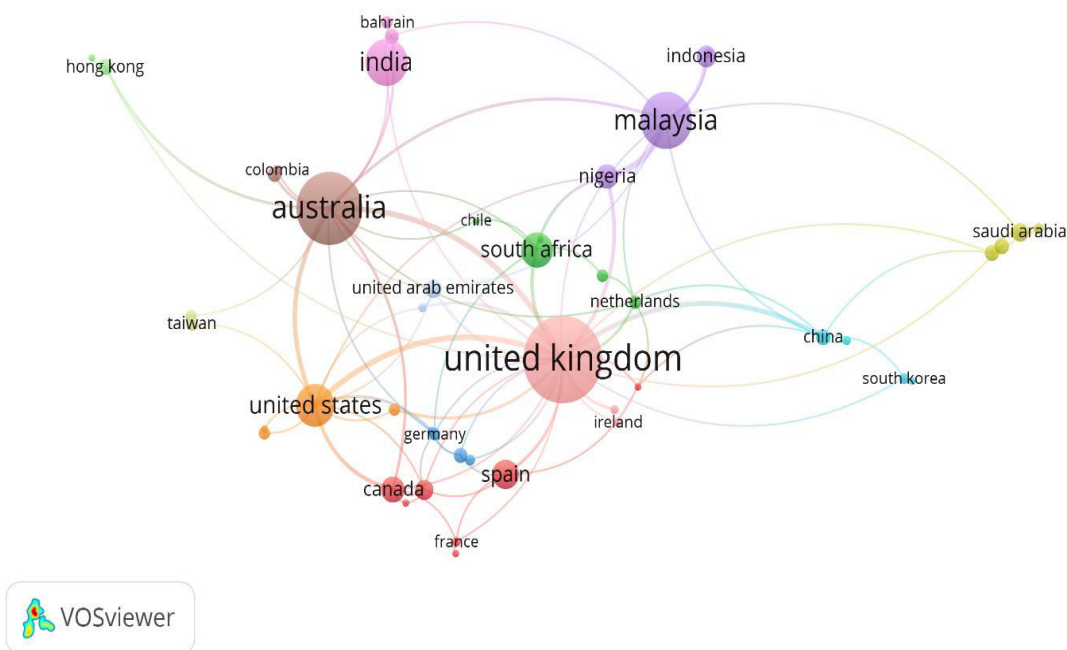 bahrain
hong kong
india
indonesia
malaysia
colombia
nigeria
australia
chile
south africa
saudi arabia
united arab emirates
netherlands
taiwan
china
united kingdom
south korea
united states
ireland
germany
spain
canada
france
VOSviewer